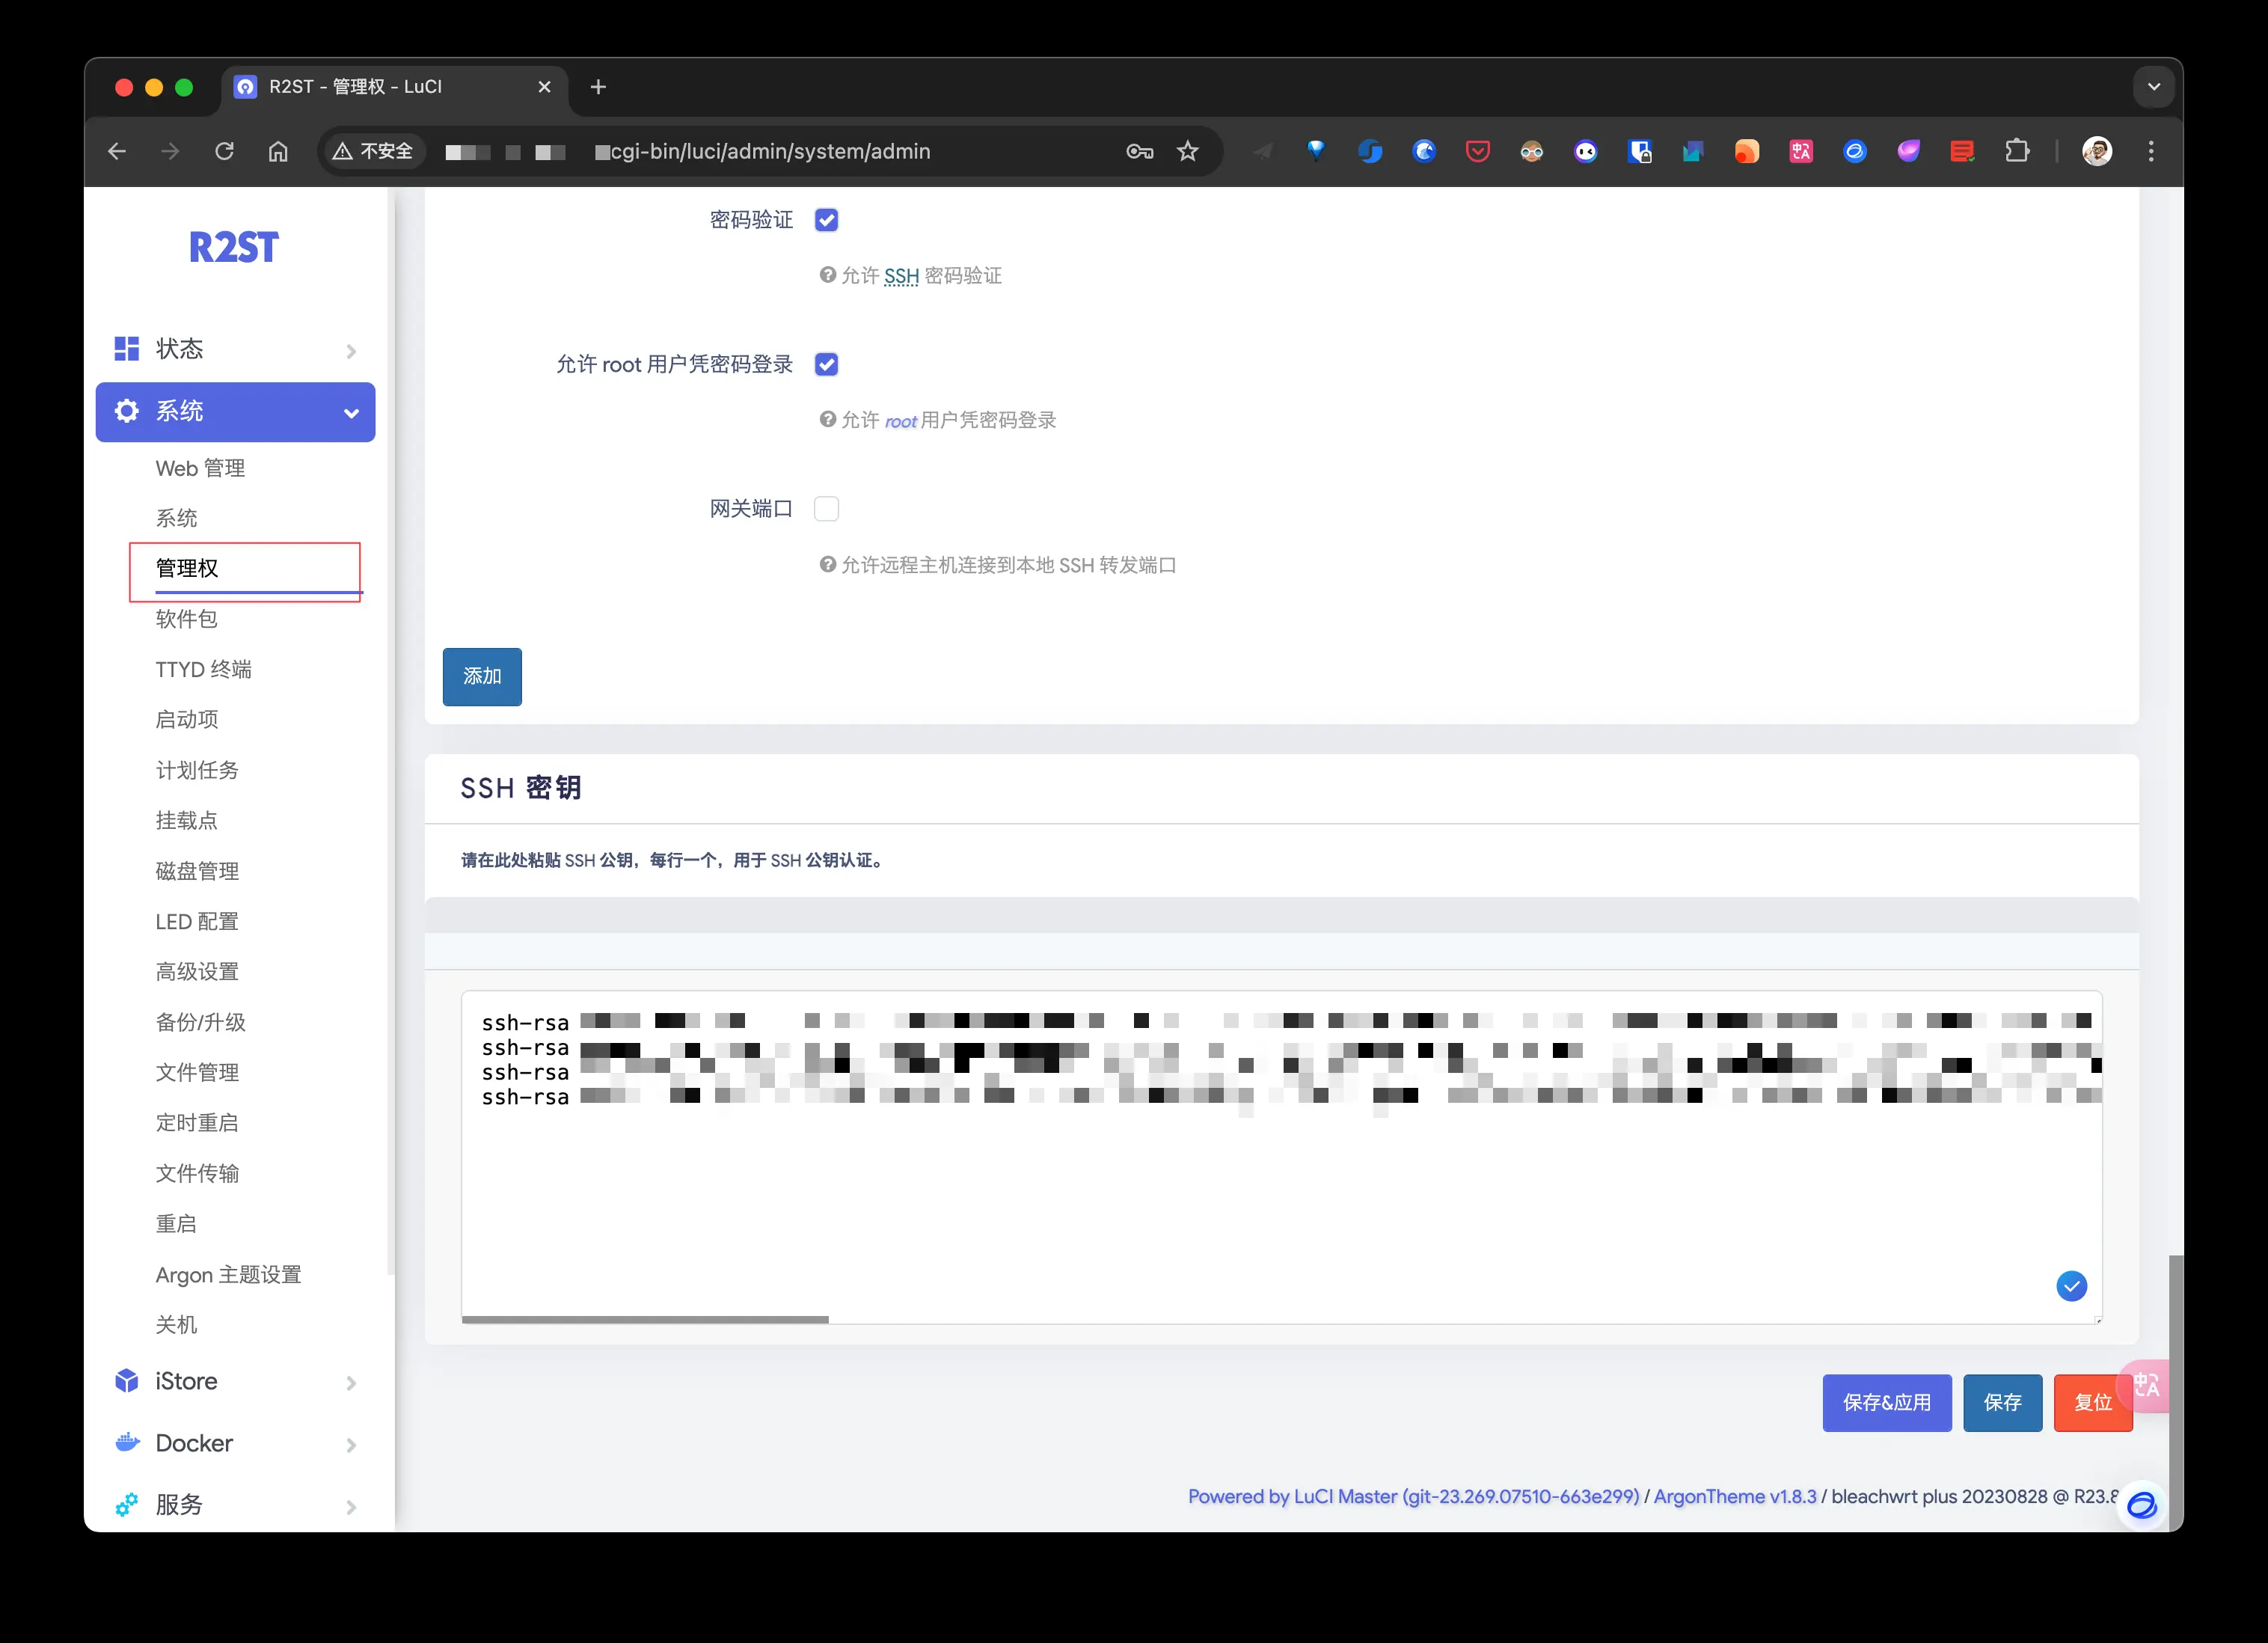 R2ST - 管理权 - LuCI
不安全
cgi-bin/luci/admin/system/admin
R2ST
状态
系统
Web 管理
系统
管理权
软件包
TTYD 终端
启动项
计划任务
挂载点
磁盘管理
LED 配置
高级设置
备份/升级
文件管理
定时重启
文件传输
重启
Argon 主题设置
关机
iStore
Docker
服务
密码验证
允许 SSH 密码验证
允许 root 用户凭密码登录
允许 root 用户凭密码登录
网关端口
允许远程主机连接到本地 SSH 转发端口
添加
SSH 密钥
请在此处粘贴 SSH 公钥，每行一个，用于 SSH 公钥认证。
ssh-rsa
ssh-rsa
ssh-rsa
ssh-rsa
保存&应用
保存
复位
Powered by LuCI Master (git-23.269.07510-663e299) / ArgonTheme v1.8.3 / bleachwrt plus 20230828 @ R23.8